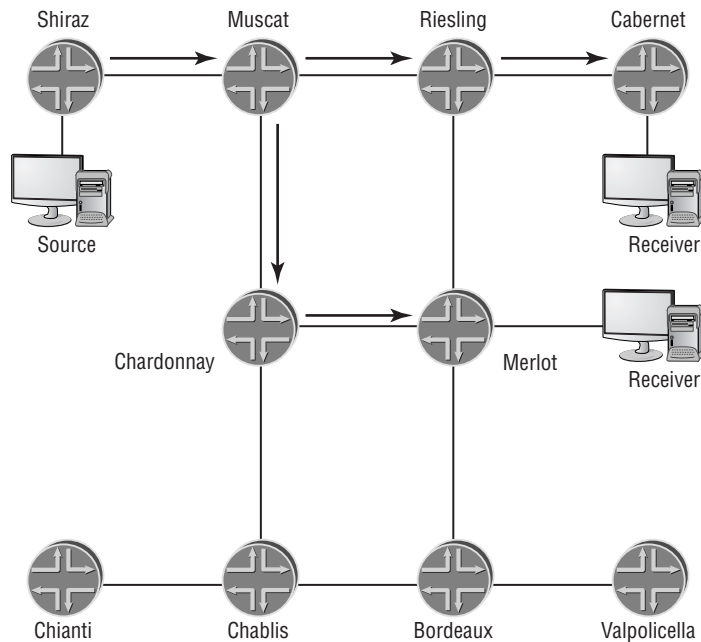 Shiraz
Muscat
Riesling
Cabernet
Source
Receiver
Chardonnay
Merlot
Receiver
Chianti
Chablis
Bordeaux
Valpolicella